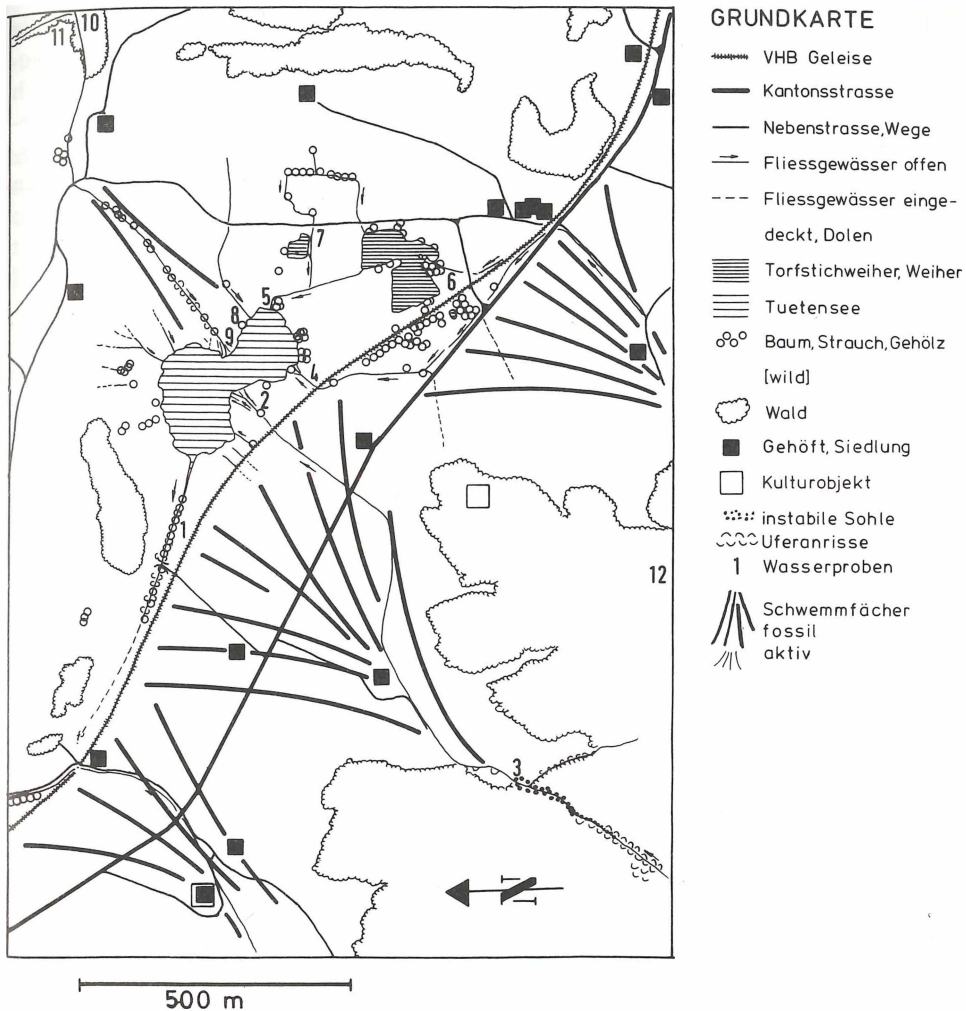 GRUNDKARTE
VHB Geleise
Kantonsstrasse
Nebenstrasse, Wege
Fliessgewässer offen
Fliessgewässer einge-
deckt, Dolen
Torfstichweiher, Weiher
Tuetensee
Baum, Strauch, Gehölz
[wild]
Wald
Gehöft, Siedlung
Kulturobjekt
instabile Sohle
Uferanrisse
1 Wasserproben
Schwemmfächer
fossil
aktiv
10
11
7
6
5
8
9
4
2
1
12
3
500 m